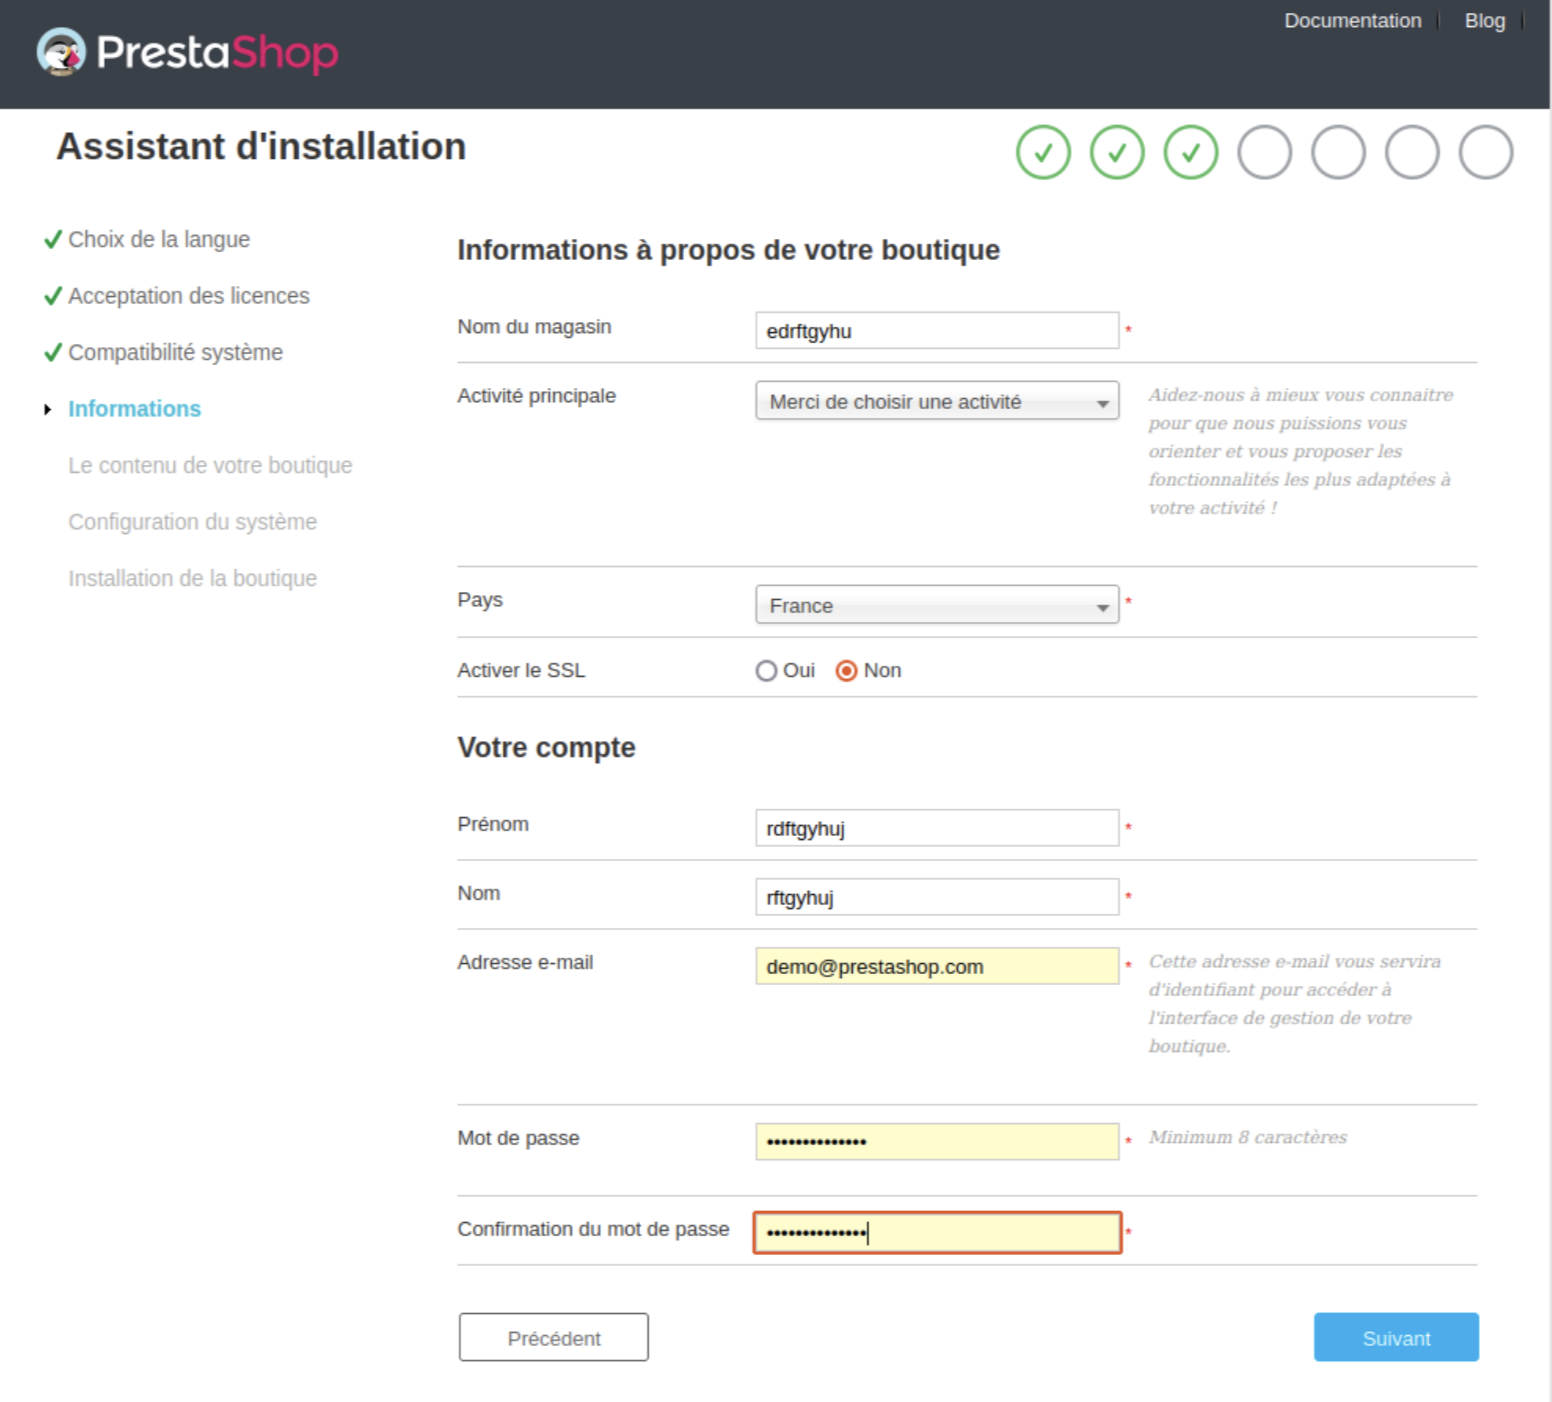 Documentation
Blog
PrestaShop
Assistant d'installation
Choix de la langue
Acceptation des licences
Compatibilité système
Informations
Le contenu de votre boutique
Configuration du système
Installation de la boutique
Informations à propos de votre boutique
Nom du magasin
edrftgyhu
*
Activité principale
Merci de choisir une activité
Aidez-nous à mieux vous connaitre
pour que nous puissions vous
orienter et vous proposer les
fonctionnalités les plus adaptées à
votre activité !
Pays
France
*
Activer le SSL
Oui
Non
Votre compte
Prénom
rdftgyhuj
*
Nom
rftgyhuj
*
Adresse e-mail
demo@prestashop.com
*
Cette adresse e-mail vous servira
d'identifiant pour accéder à
l'interface de gestion de votre
boutique.
Mot de passe
••••••••••••••
*
Minimum 8 caractères
Confirmation du mot de passe
••••••••••••••
*
Précédent
Suivant